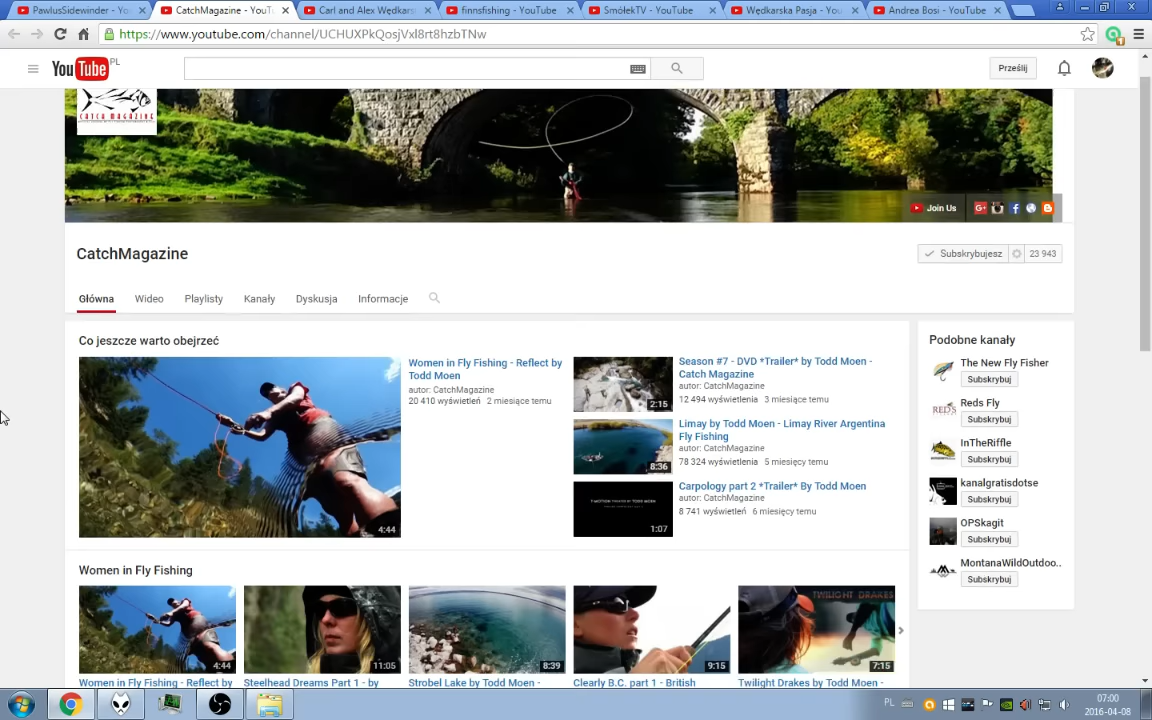 PawlusSidewinder - Yo
CatchMagazine - YouT
Carl and Alex Wędkars
finnsfishing - YouTube
SmółekTV - YouTube
Wędkarska Pasja - You
Andrea Bosi - YouTube
https://www.youtube.com/channel/UCHUXPkQosjVxl8rt8hzbTNw
YouTube PL
Prześlij
CATCH MAGAZINE
Join Us
CatchMagazine
Subskrybujesz
23 943
Główna Wideo Playlisty Kanały Dyskusja Informacje
Co jeszcze warto obejrzeć
4:44
Women in Fly Fishing - Reflect by
Todd Moen
autor: CatchMagazine
20 410 wyświetleń 2 miesiące temu
2:15
Season #7 - DVD *Trailer* by Todd Moen -
Catch Magazine
autor: CatchMagazine
12 494 wyświetlenia 3 miesiące temu
8:36
Limay by Todd Moen - Limay River Argentina
Fly Fishing
autor: CatchMagazine
78 324 wyświetlenia 5 miesięcy temu
1:07
Carpology part 2 *Trailer* By Todd Moen
autor: CatchMagazine
8 741 wyświetleń 6 miesięcy temu
Podobne kanały
The New Fly Fisher
Subskrybuj
RED'S
Reds Fly
Subskrybuj
InTheRiffle
Subskrybuj
kanalgratisdotse
Subskrybuj
OPSkagit
Subskrybuj
MontanaWildOutdoo..
Subskrybuj
Women in Fly Fishing
4:44
Women in Fly Fishing - Reflect by
11:05
Steelhead Dreams Part 1 - by
8:39
Strobel Lake by Todd Moen -
9:15
Clearly B.C. part 1 - British
TWILIGHT DRAKES
7:15
Twilight Drakes by Todd Moen -
PL
07:00
2016-04-08